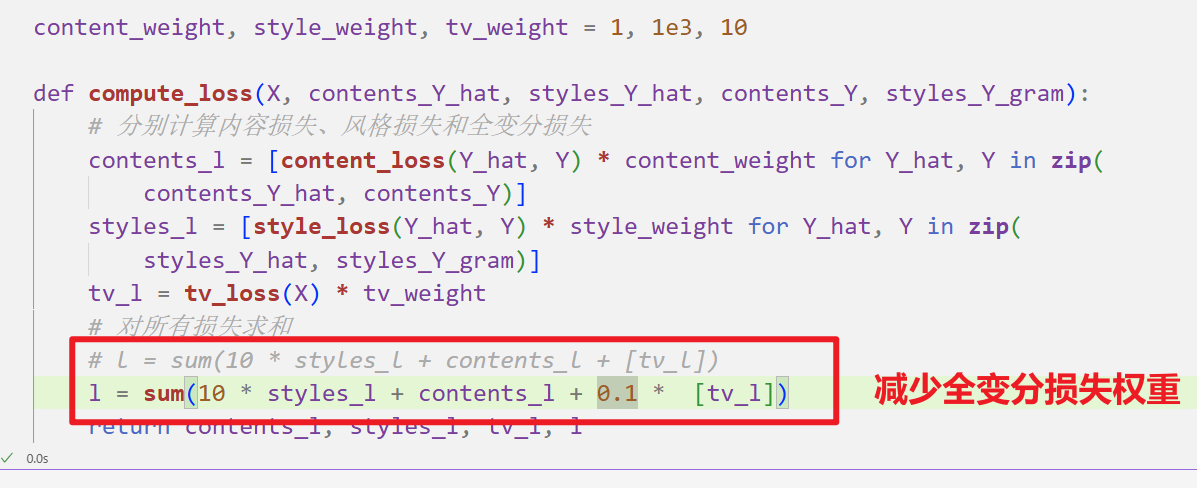 content_weight, style_weight, tv_weight = 1, 1e3, 10
def compute_loss(X, contents_Y_hat, styles_Y_hat, contents_Y, styles_Y_gram):
# 分别计算内容损失、风格损失和全变分损失
contents_l = [content_loss(Y_hat, Y) * content_weight for Y_hat, Y in zip(
contents_Y_hat, contents_Y)]
styles_l = [style_loss(Y_hat, Y) * style_weight for Y_hat, Y in zip(
styles_Y_hat, styles_Y_gram)]
tv_l = tv_loss(X) * tv_weight
# 对所有损失求和
# l = sum(10 * styles_l + contents_l + [tv_l])
l = sum(10 * styles_l + contents_l + 0.1 *  [tv_l])
减少全变分损失权重
return contents_l, styles_l, tv_l, l
0.0s